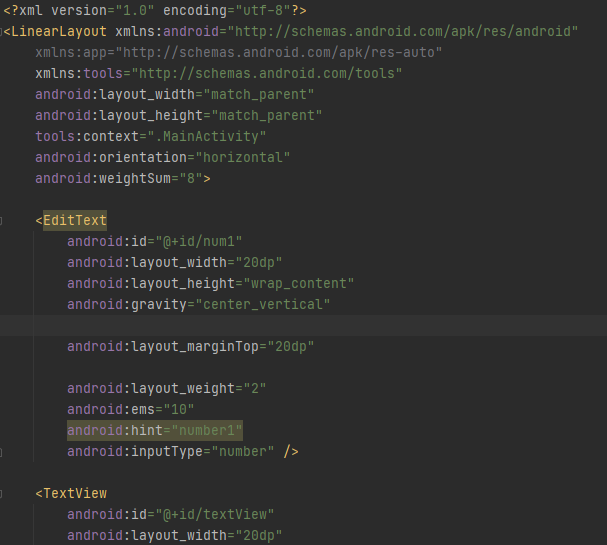 <?xml version="1.0" encoding="utf-8"?>
<LinearLayout xmlns:android="http://schemas.android.com/apk/res/android"
    xmlns:app="http://schemas.android.com/apk/res-auto"
    xmlns:tools="http://schemas.android.com/tools"
    android:layout_width="match_parent"
    android:layout_height="match_parent"
    tools:context=".MainActivity"
    android:orientation="horizontal"
    android:weightSum="8">

    <EditText
        android:id="@+id/num1"
        android:layout_width="20dp"
        android:layout_height="wrap_content"
        android:gravity="center_vertical"

        android:layout_marginTop="20dp"

        android:layout_weight="2"
        android:ems="10"
        android:hint="number1"
        android:inputType="number" />

    <TextView
        android:id="@+id/textView"
        android:layout_width="20dp"